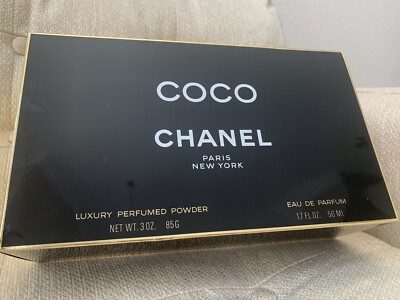 COCO
CHANEL
PARIS
NEW YORK
LUXURY PERFUMED POWDER
NET WT. 3 OZ. 85G
EAU DE PARFUM
1.7 FL. OZ. 50 ML